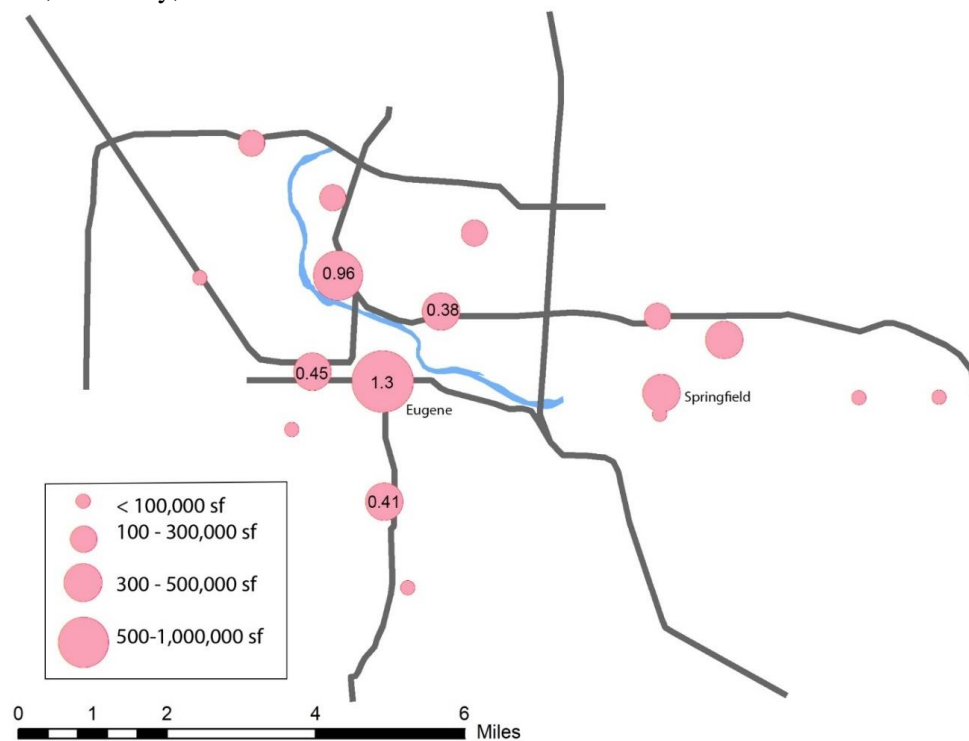 0.96
0.38
0.45
1.3
Eugene
Springfield
0.41
< 100,000 sf
100 - 300,000 sf
300 - 500,000 sf
500-1,000,000 sf
0 1 2 4 6 Miles